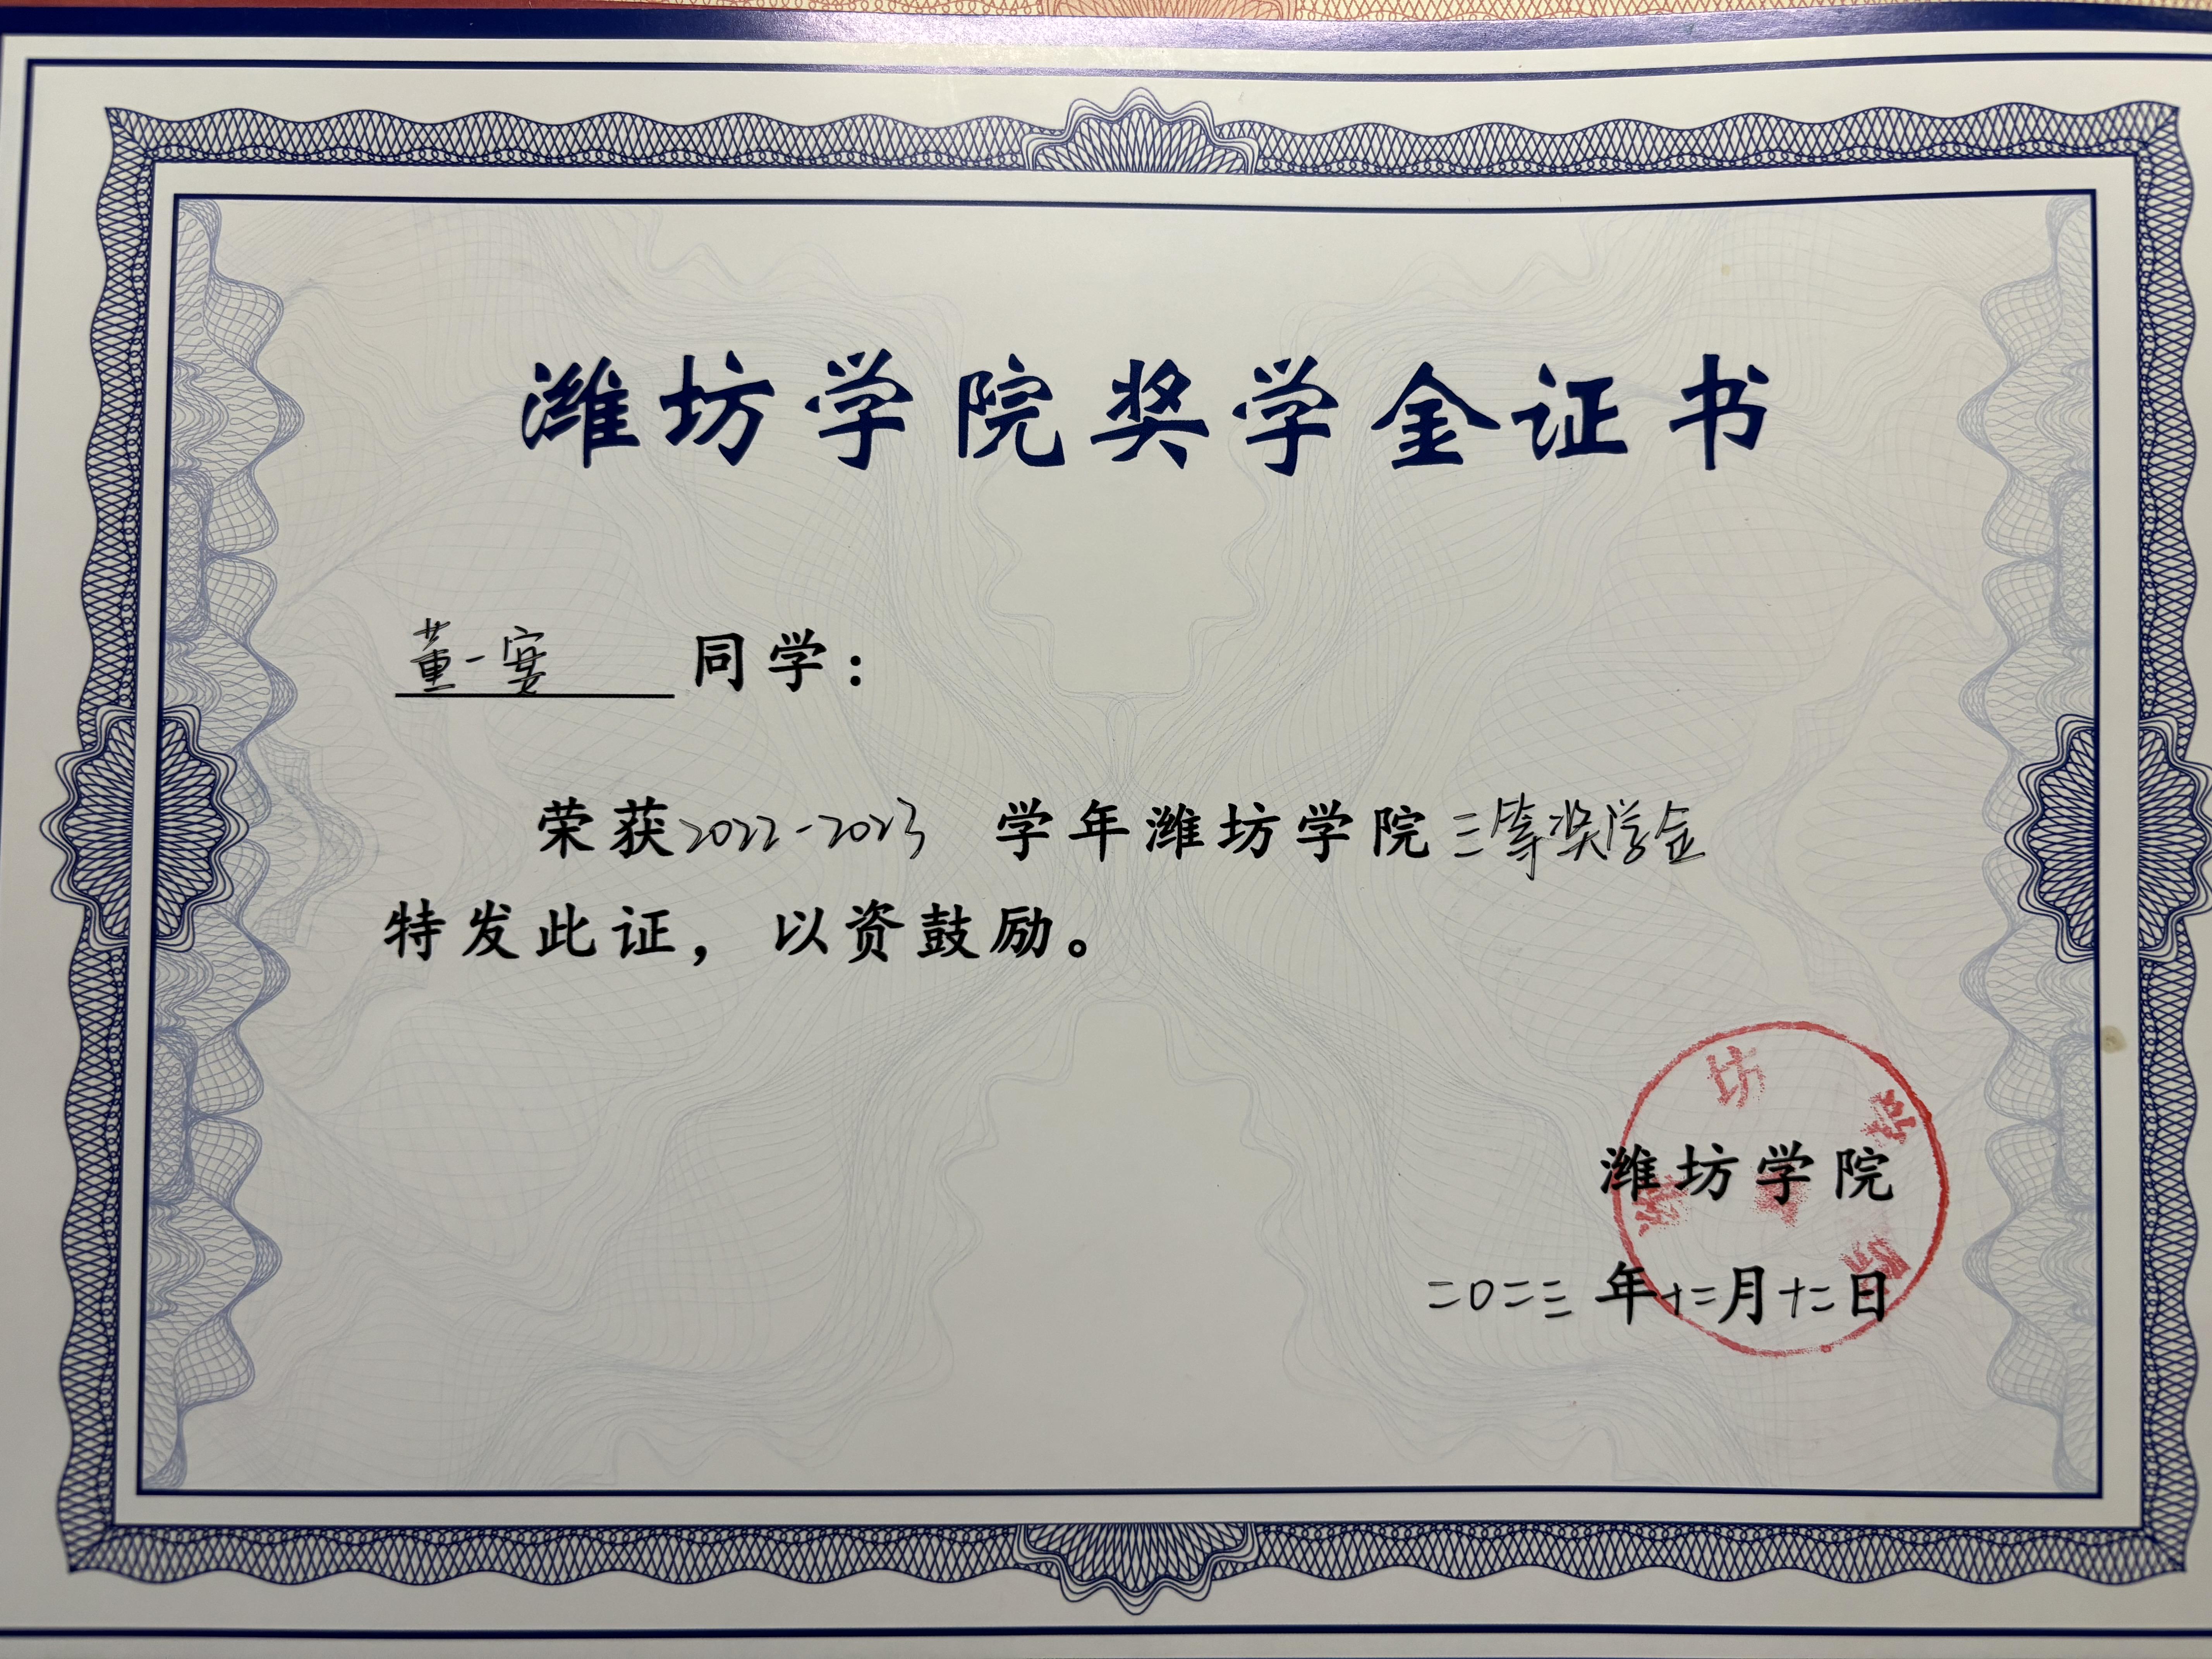 潍坊学院奖学金证书
董一宴 同学：
荣获2022-2023 学年潍坊学院三等奖学金
特发此证，以资鼓励。
潍坊学院
二〇二三年十二月十二日